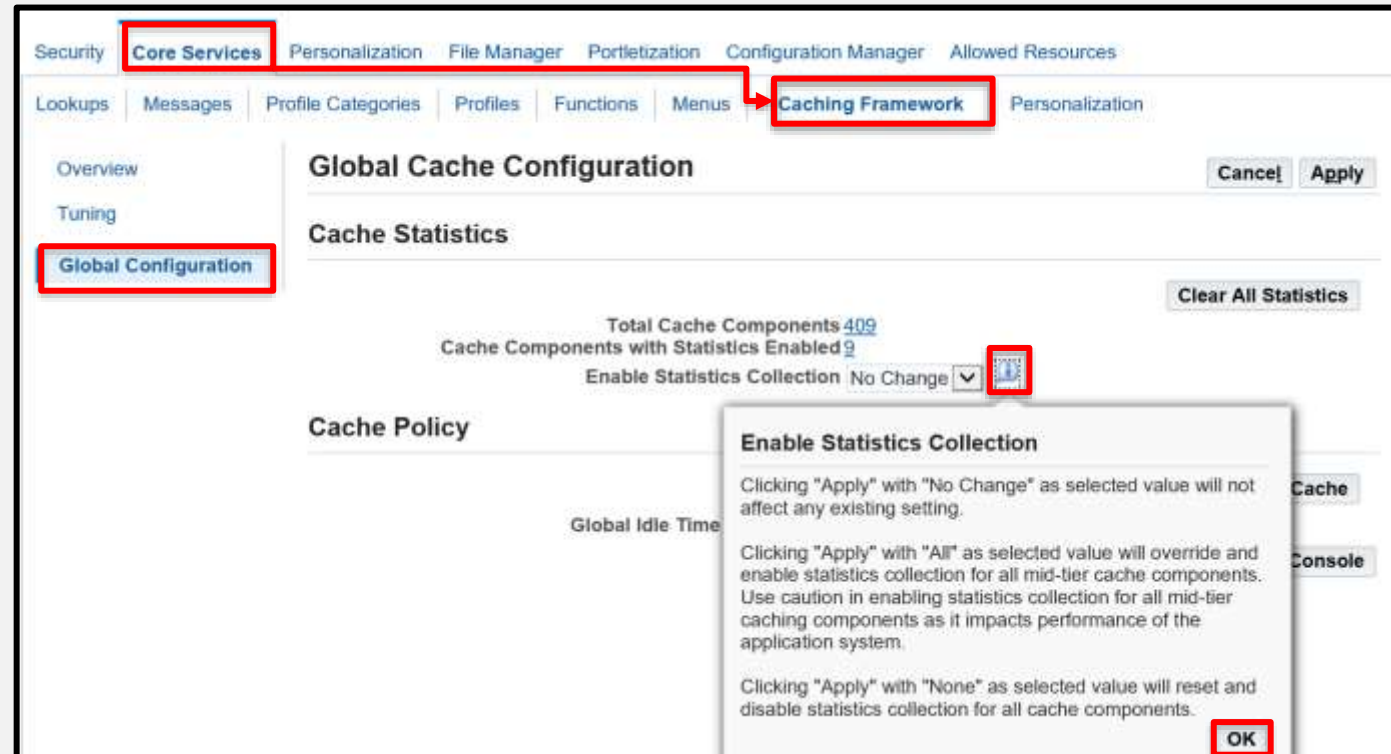 Security Core Services Personalization File Manager Portletization Configuration Manager Allowed Resources
Lookups Messages Profile Categories Profiles Functions Menus Caching Framework Personalization
Overview
Tuning
Global Configuration
Global Cache Configuration
Cancel Apply
Cache Statistics
Clear All Statistics
Total Cache Components 409
Cache Components with Statistics Enabled 9
Enable Statistics Collection No Change
Cache Policy
Cache
Global Idle Time
Console
Enable Statistics Collection
Clicking "Apply" with "No Change" as selected value will not
affect any existing setting.
Clicking "Apply" with "All" as selected value will override and
enable statistics collection for all mid-tier cache components.
Use caution in enabling statistics collection for all mid-tier
caching components as it impacts performance of the
application system.
Clicking "Apply" with "None" as selected value will reset and
disable statistics collection for all cache components.
OK